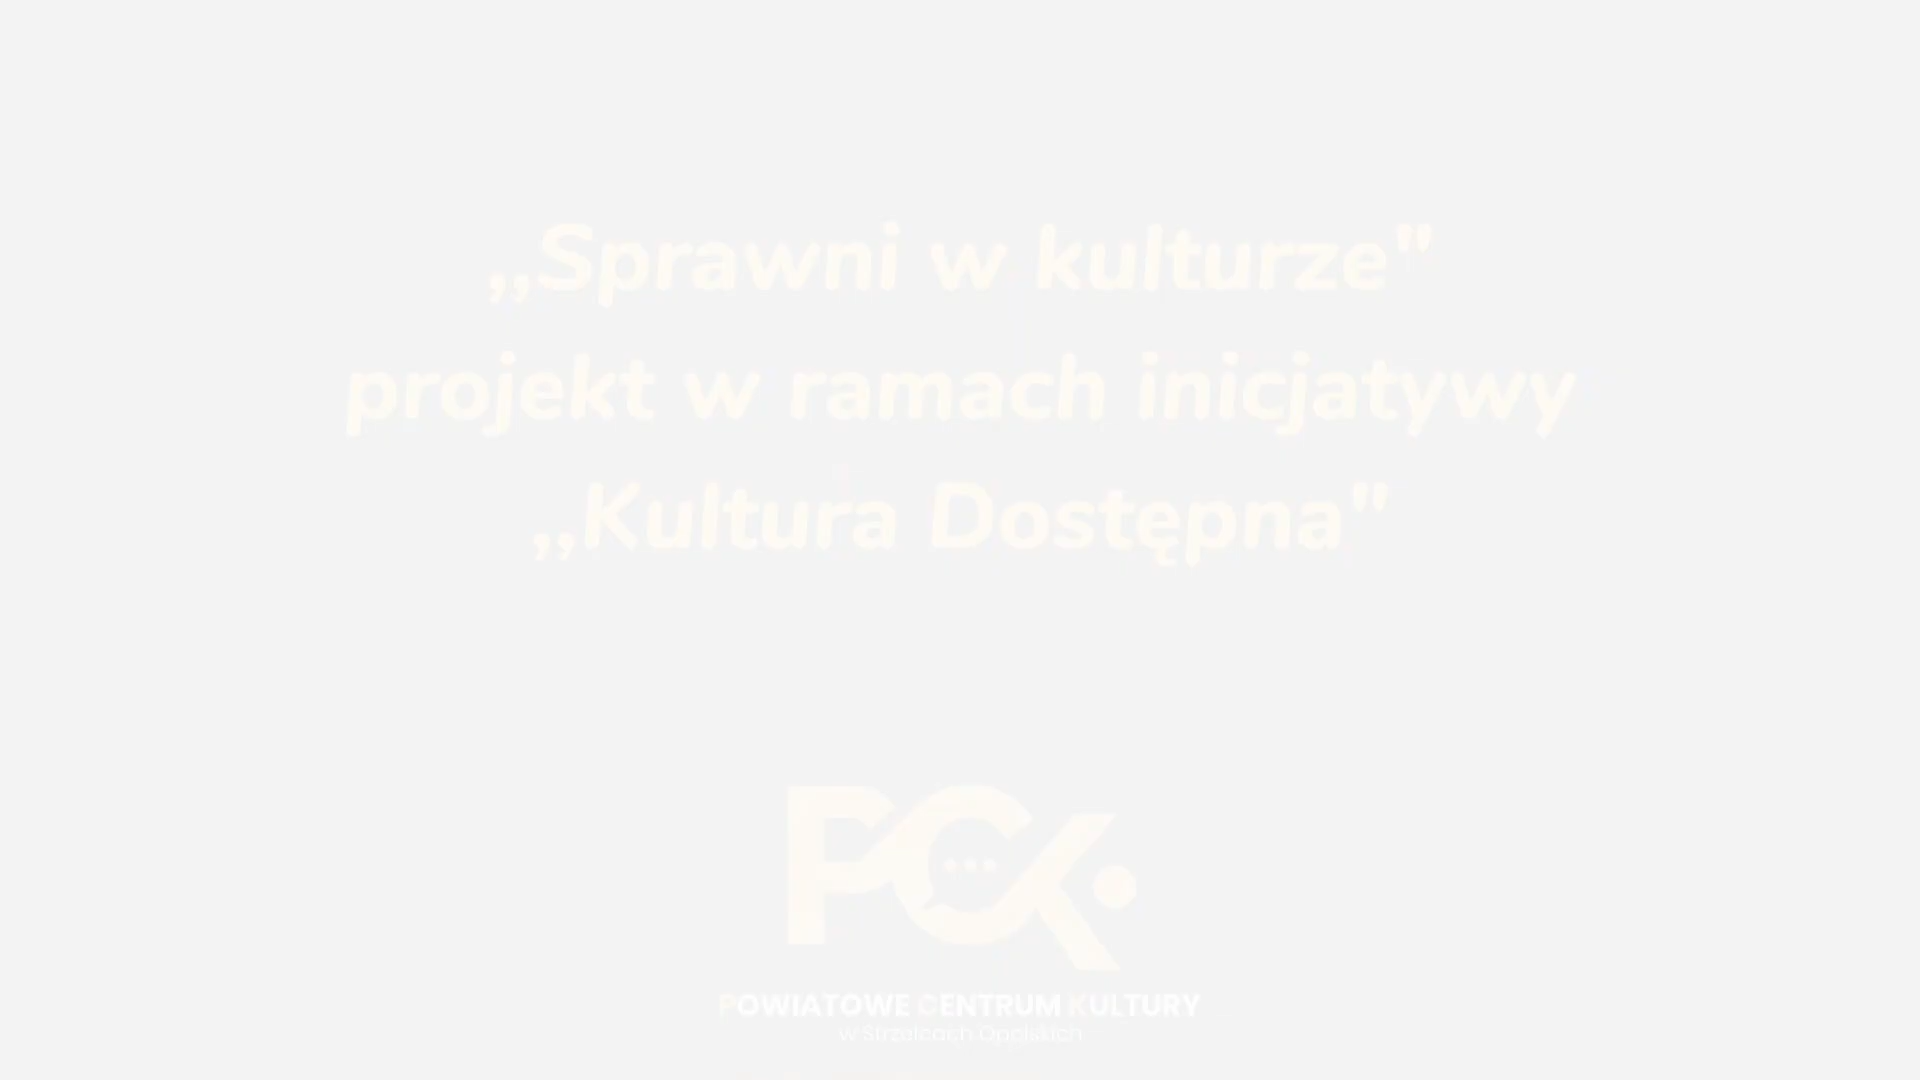 ,,Sprawni w kulturze"
projekt w ramach inicjatywy
,,Kultura Dostępna"
PCK
POWIATOWE CENTRUM KULTURY
w Strzelcach Opolskich